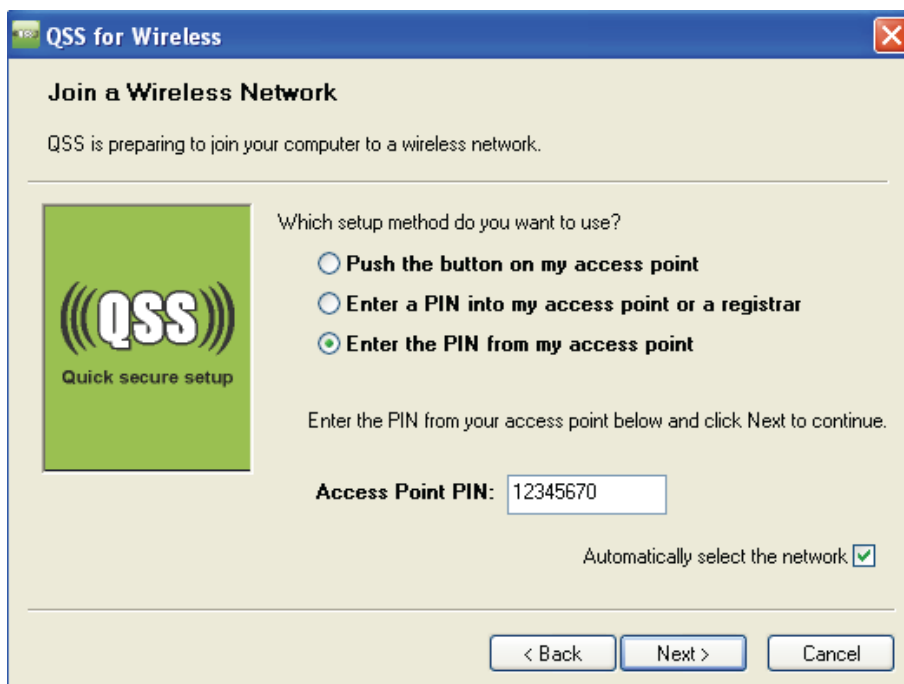 QSS for Wireless
Join a Wireless Network
QSS is preparing to join your computer to a wireless network.
(((QSS)))
Quick secure setup
Which setup method do you want to use?
Push the button on my access point
Enter a PIN into my access point or a registrar
Enter the PIN from my access point
Enter the PIN from your access point below and click Next to continue.
Access Point PIN: 12345670
Automatically select the network
< Back Next > Cancel